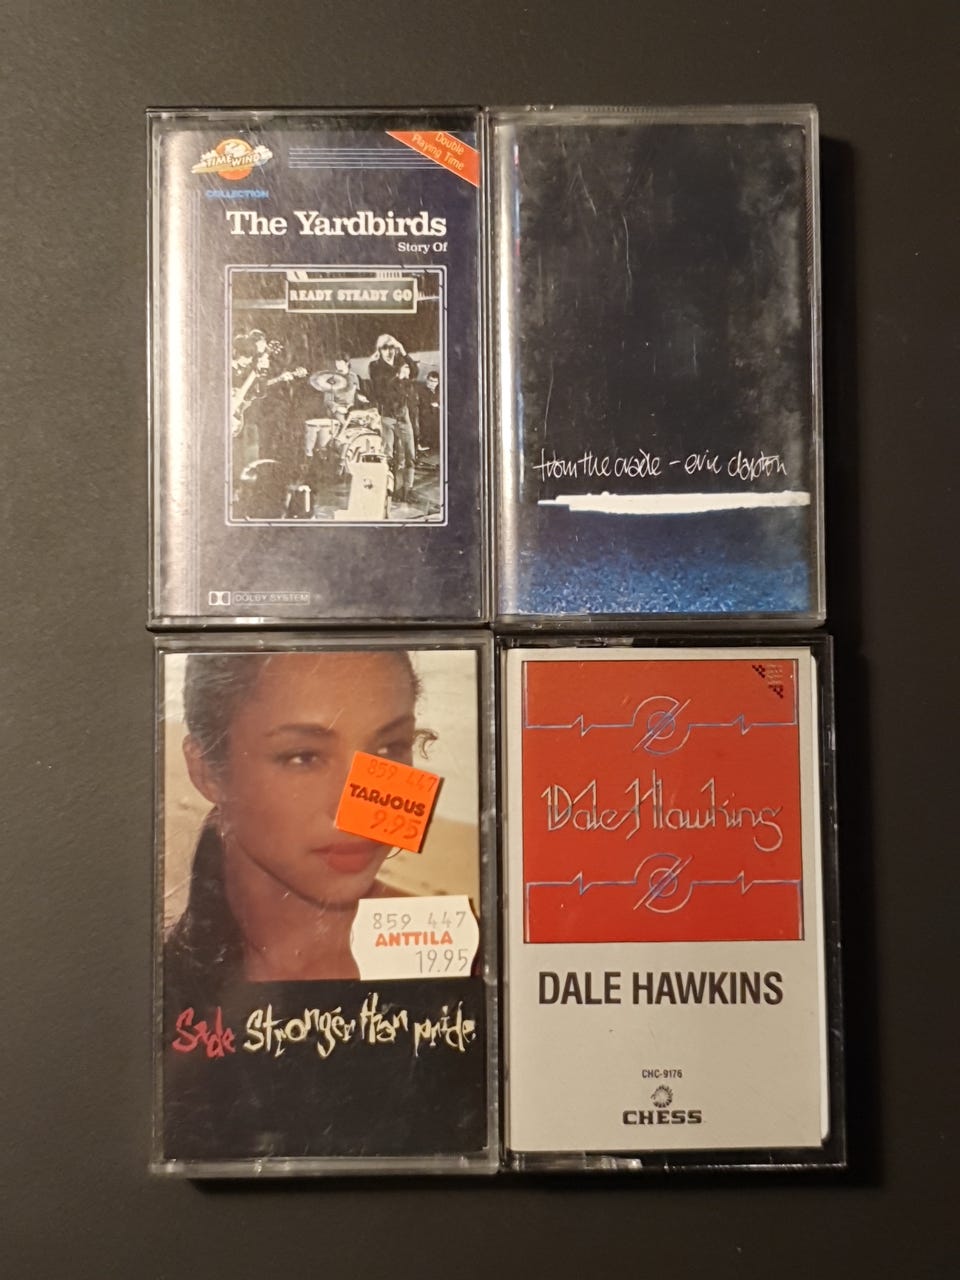 TIMEWIND
COLLECTION
Double
Playing Time
The Yardbirds
Story Of
READY STEADY GO
DOLBY SYSTEM
from the cradle - eric clapton
859 447
TARJOUS
9.95
859 447
ANTTILA
19.95
Sade Stronger than pride
Dale Hawkins
DALE HAWKINS
CHC-9176
CHESS